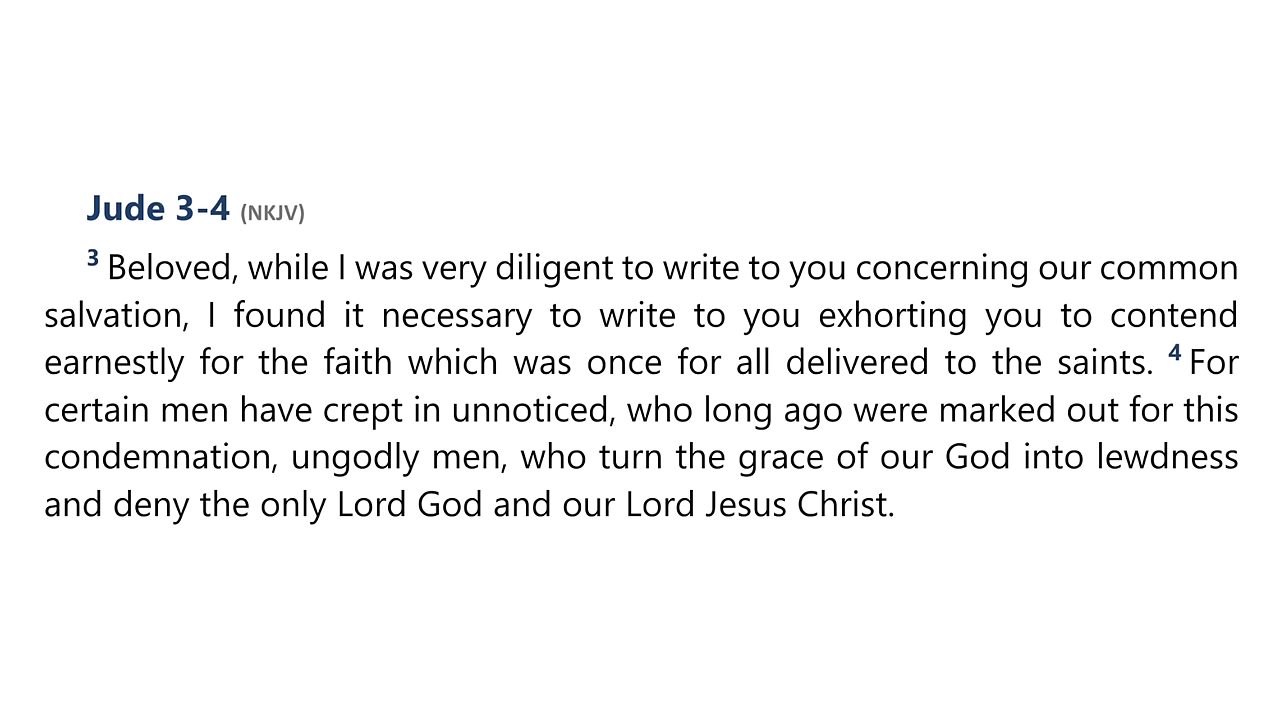 Jude 3-4 (NKJV)
3 Beloved, while I was very diligent to write to you concerning our common
salvation, I found it necessary to write to you exhorting you to contend
earnestly for the faith which was once for all delivered to the saints. 4 For
certain men have crept in unnoticed, who long ago were marked out for this
condemnation, ungodly men, who turn the grace of our God into lewdness
and deny the only Lord God and our Lord Jesus Christ.